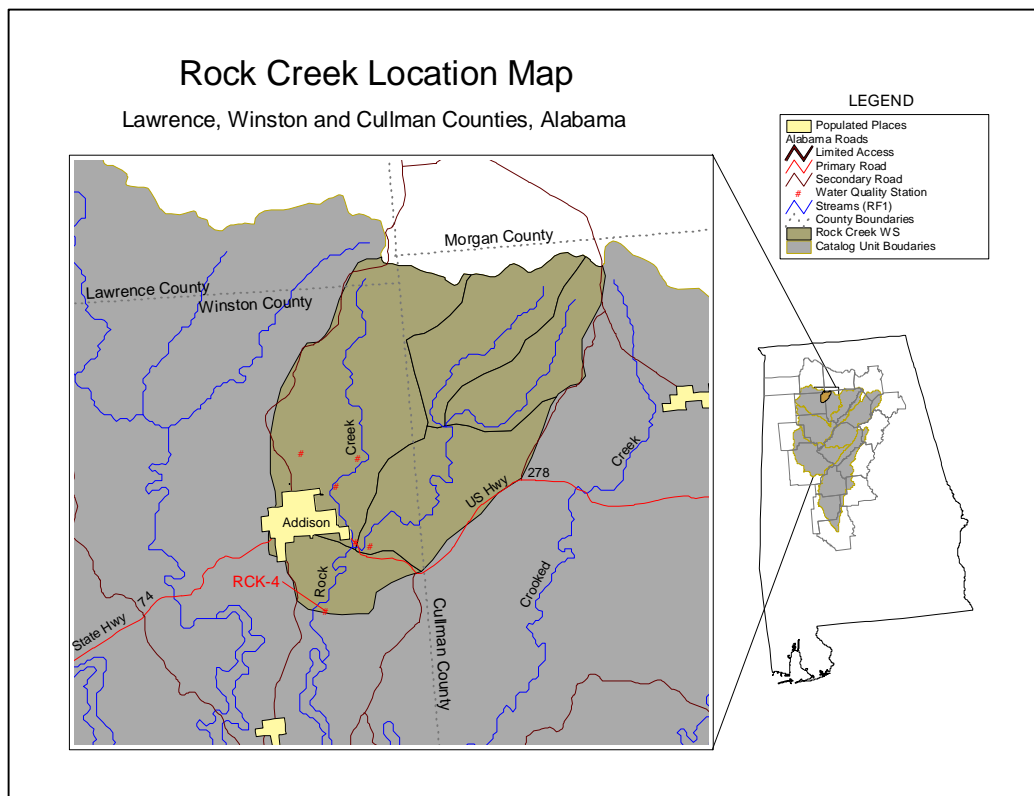 Rock Creek Location Map
Lawrence, Winston and Cullman Counties, Alabama
LEGEND
Populated Places
Alabama Roads
Limited Access
Primary Road
Secondary Road
# Water Quality Station
Streams (RF1)
County Boundaries
Rock Creek WS
Catalog Unit Boudaries
Morgan County
Lawrence County
Winston County
Creek
#
#
#
Creek
278
US Hwy
Addison
#
#
Rock
RCK-4
#
Crooked
Cullman County
74
State Hwy